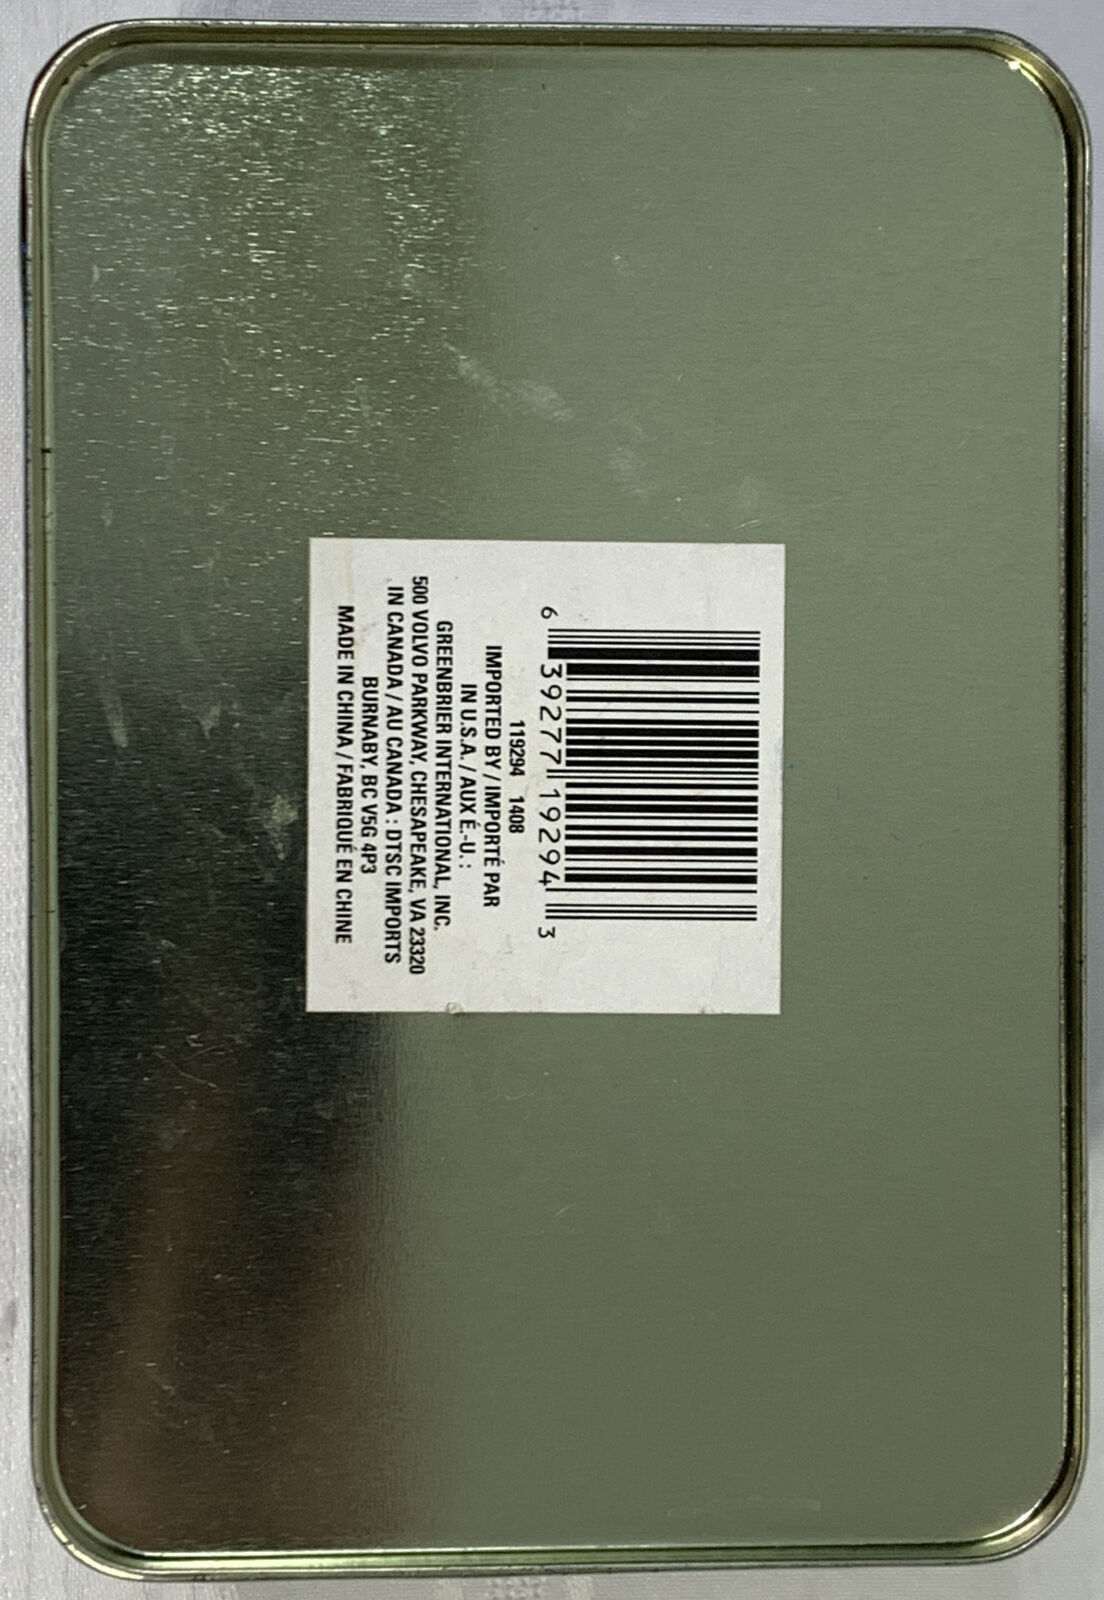 6 39277 19294 3
119294 1408
IMPORTED BY / IMPORTÉ PAR
IN U.S.A. / AUX É.-U. :
GREENBRIER INTERNATIONAL, INC.
500 VOLVO PARKWAY, CHESAPEAKE, VA 23320
IN CANADA / AU CANADA : DTSC IMPORTS
BURNABY, BC V5G 4P3
MADE IN CHINA / FABRIQUÉ EN CHINE